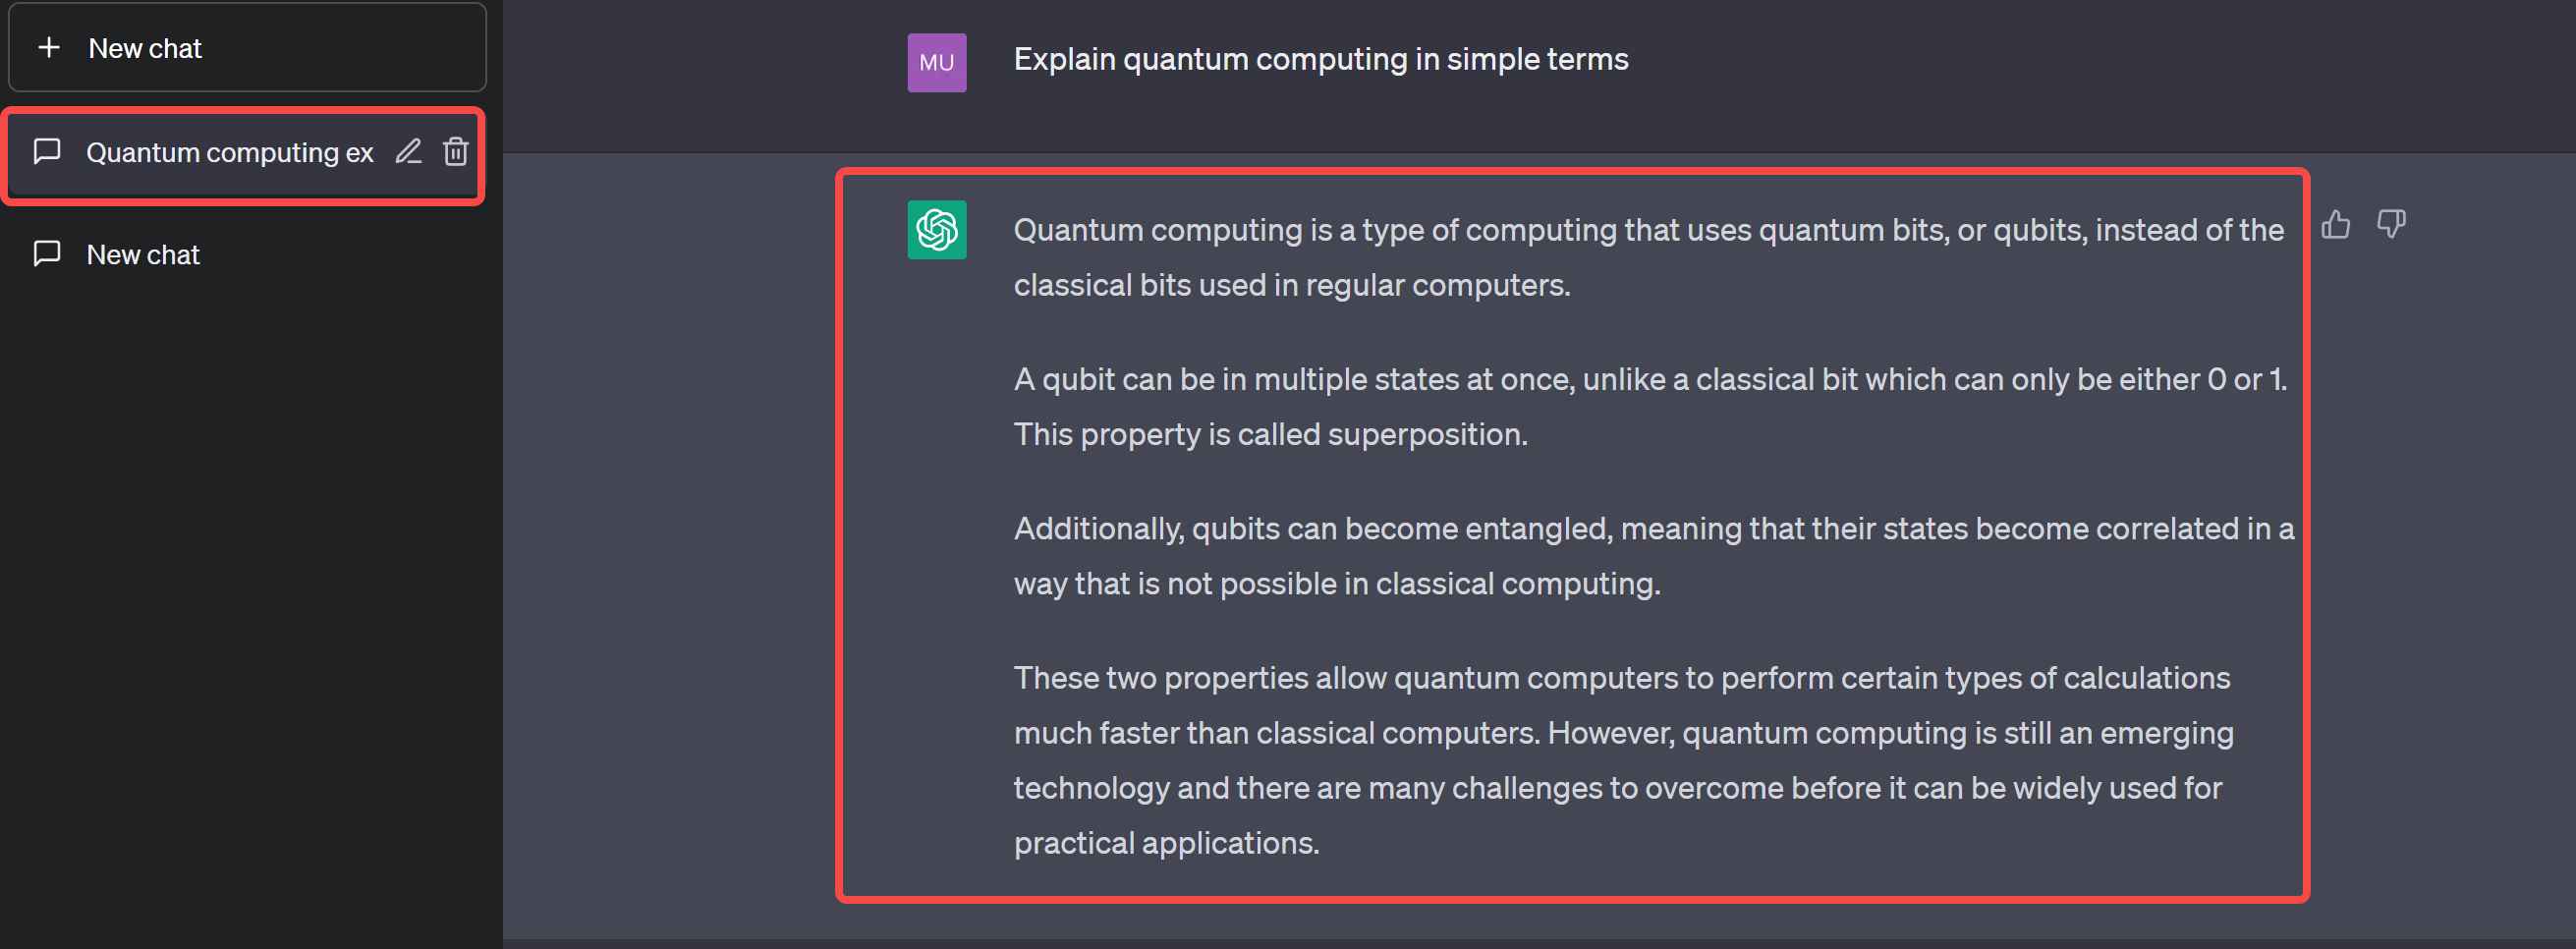 New chat
Quantum computing ex
New chat
MU
Explain quantum computing in simple terms
Quantum computing is a type of computing that uses quantum bits, or qubits, instead of the
classical bits used in regular computers.
A qubit can be in multiple states at once, unlike a classical bit which can only be either 0 or 1.
This property is called superposition.
Additionally, qubits can become entangled, meaning that their states become correlated in a
way that is not possible in classical computing.
These two properties allow quantum computers to perform certain types of calculations
much faster than classical computers. However, quantum computing is still an emerging
technology and there are many challenges to overcome before it can be widely used for
practical applications.